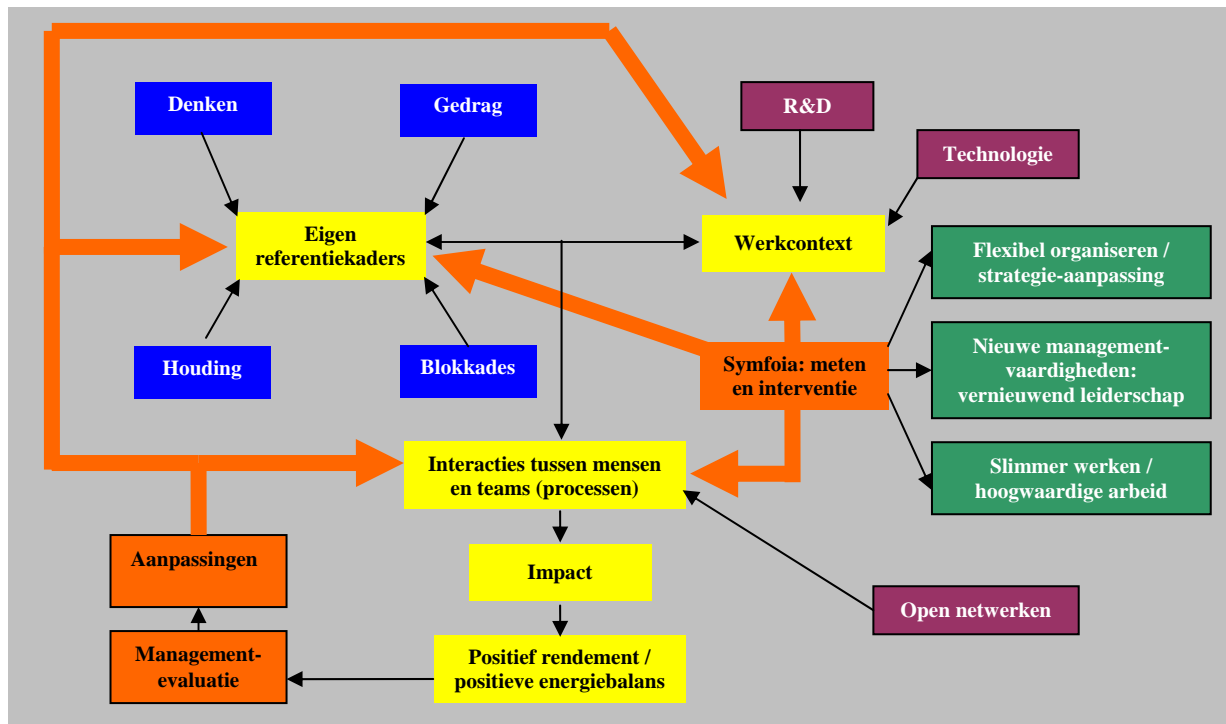 Denken
Gedrag
R&D
Technologie
Eigen
referentiekaders
Werkcontext
Flexibel organiseren /
strategie-aanpassing
Houding
Blokkades
Symfoia: meten
en interventie
Nieuwe management-
vaardigheden:
vernieuwend leiderschap
Interacties tussen mensen
en teams (processen)
Slimmer werken /
hoogwaardige arbeid
Aanpassingen
Impact
Open netwerken
Management-
evaluatie
Positief rendement /
positieve energiebalans